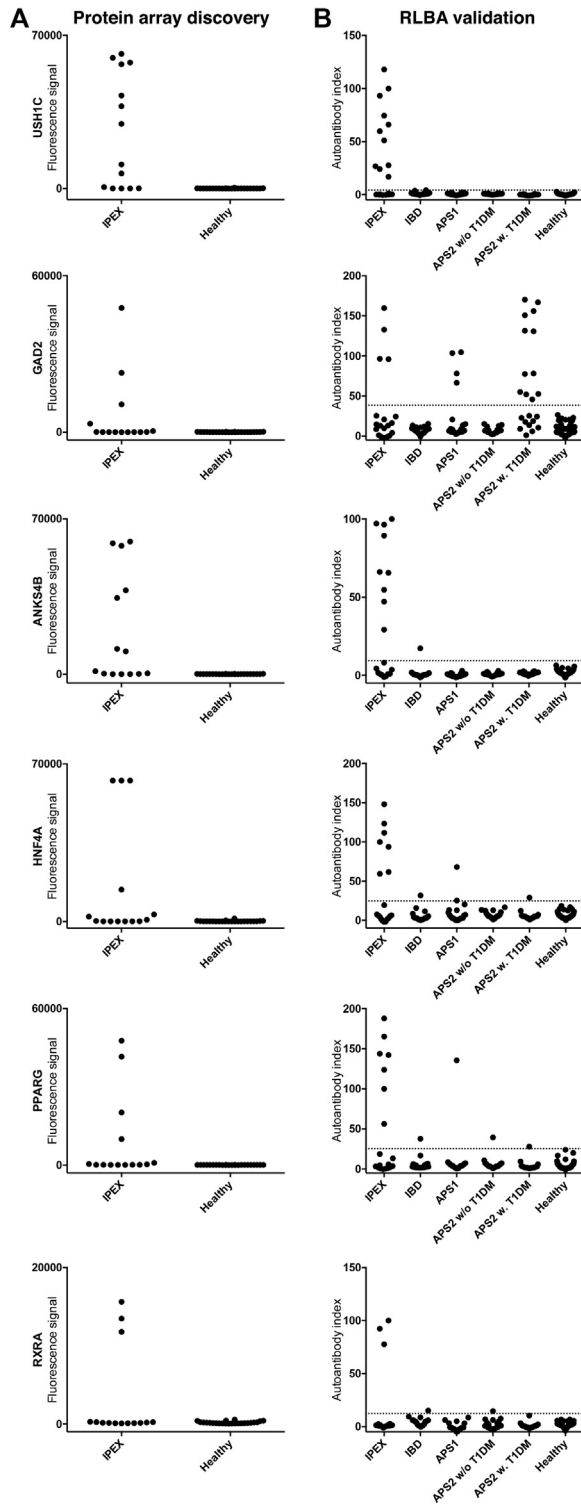 A Protein array discovery
B RLBA validation
USH1C
Fluorescence signal
70000
0
IPEX
Healthy
Autoantibody index
150
100
50
0
IPEX
IBD
APS1
APS2 w/o T1DM
APS2 w. T1DM
Healthy
GAD2
Fluorescence signal
60000
0
IPEX
Healthy
Autoantibody index
200
150
100
50
0
IPEX
IBD
APS1
APS2 w/o T1DM
APS2 w. T1DM
Healthy
ANKS4B
Fluorescence signal
70000
0
IPEX
Healthy
Autoantibody index
100
50
0
IPEX
IBD
APS1
APS2 w/o T1DM
APS2 w. T1DM
Healthy
HNF4A
Fluorescence signal
70000
0
IPEX
Healthy
Autoantibody index
200
150
100
50
0
IPEX
IBD
APS1
APS2 w/o T1DM
APS2 w. T1DM
Healthy
PPARG
Fluorescence signal
60000
0
IPEX
Healthy
Autoantibody index
200
150
100
50
0
IPEX
IBD
APS1
APS2 w/o T1DM
APS2 w. T1DM
Healthy
RXRA
Fluorescence signal
20000
0
IPEX
Healthy
Autoantibody index
150
100
50
0
IPEX
IBD
APS1
APS2 w/o T1DM
APS2 w. T1DM
Healthy